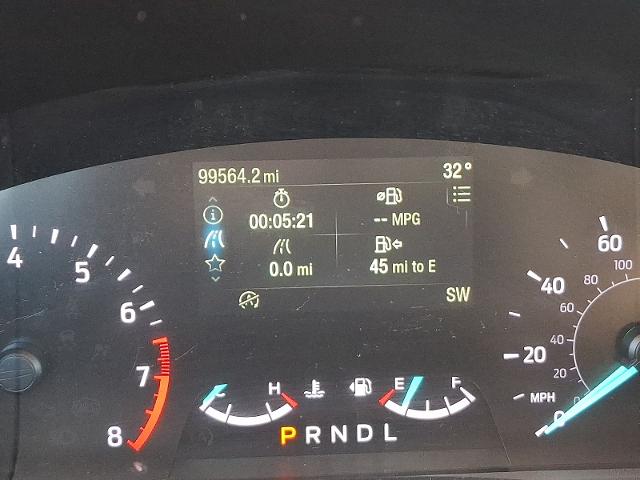 99564.2 mi 32°
00:05:21 -- MPG
0.0 mi 45 mi to E
SW
4 5 6 7 8
60 40 20 0
MPH
100 80 60 40 20 0
C H E F
P R N D L